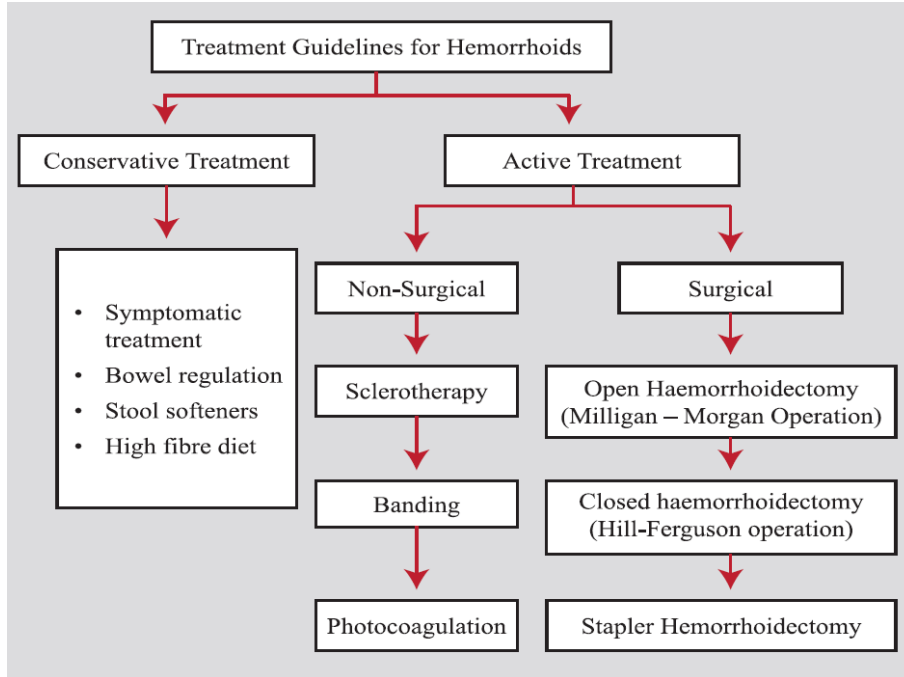 Treatment Guidelines for Hemorrhoids
Conservative Treatment
Active Treatment
• Symptomatic
treatment
• Bowel regulation
• Stool softeners
• High fibre diet
Non-Surgical
Sclerotherapy
Banding
Photocoagulation
Surgical
Open Haemorrhoidectomy
(Milligan – Morgan Operation)
Closed haemorrhoidectomy
(Hill-Ferguson operation)
Stapler Hemorrhoidectomy